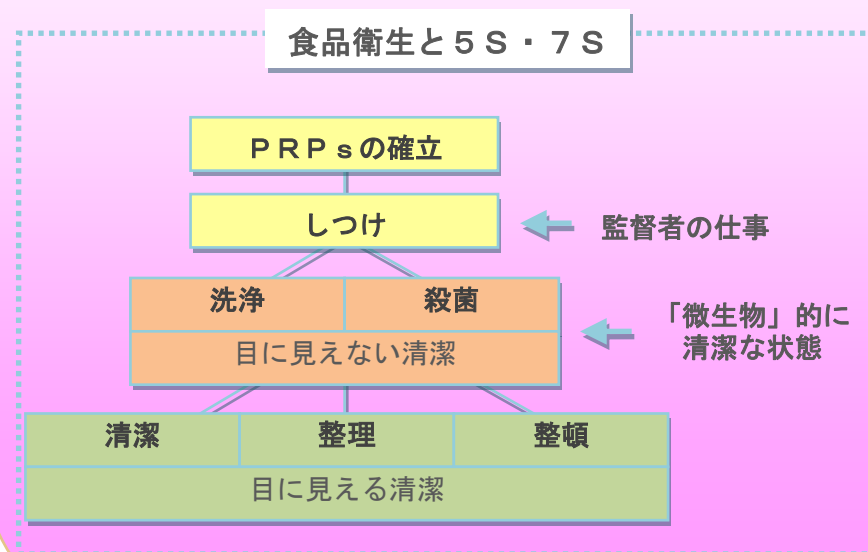 食品衛生と５Ｓ・７Ｓ
ＰＲＰｓの確立
しつけ
監督者の仕事
洗浄
殺菌
目に見えない清潔
「微生物」的に
清潔な状態
清潔
整理
整頓
目に見える清潔